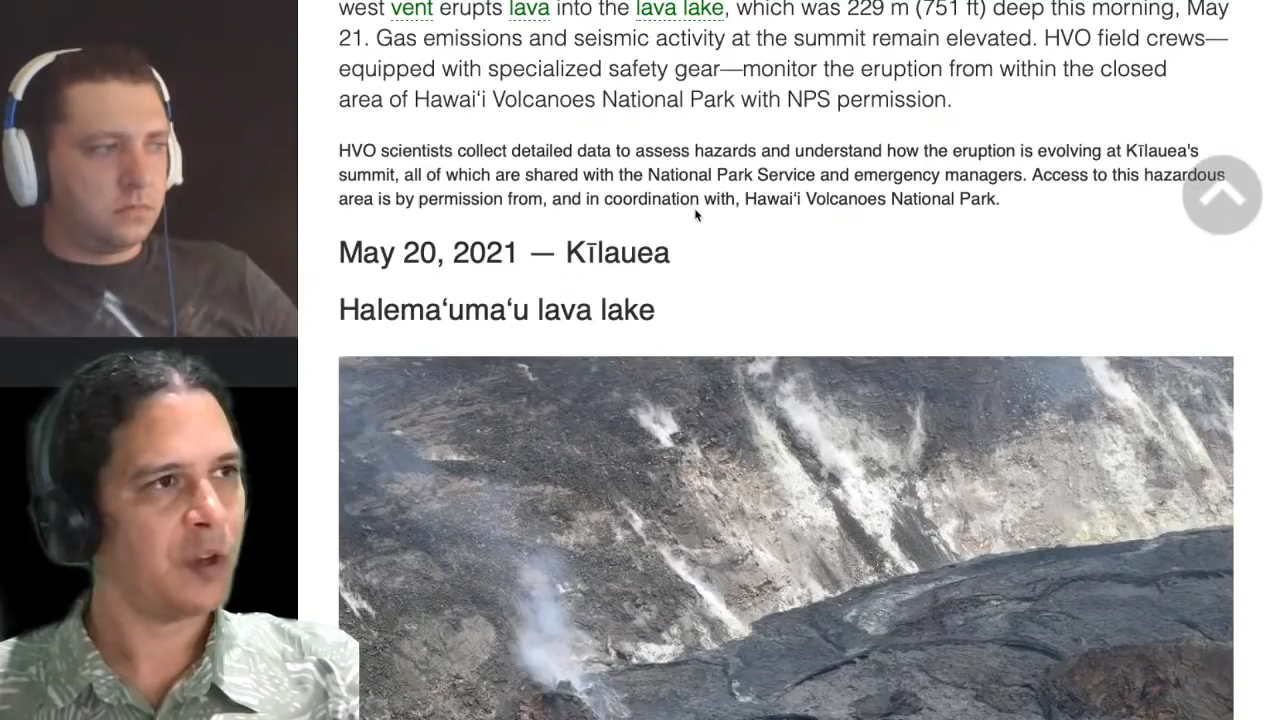 west vent erupts lava into the lava lake, which was 229 m (751 ft) deep this morning, May
21. Gas emissions and seismic activity at the summit remain elevated. HVO field crews—
equipped with specialized safety gear—monitor the eruption from within the closed
area of Hawaiʻi Volcanoes National Park with NPS permission.
HVO scientists collect detailed data to assess hazards and understand how the eruption is evolving at Kīlauea's
summit, all of which are shared with the National Park Service and emergency managers. Access to this hazardous
area is by permission from, and in coordination with, Hawaiʻi Volcanoes National Park.
May 20, 2021 — Kīlauea
Halemaʻumaʻu lava lake